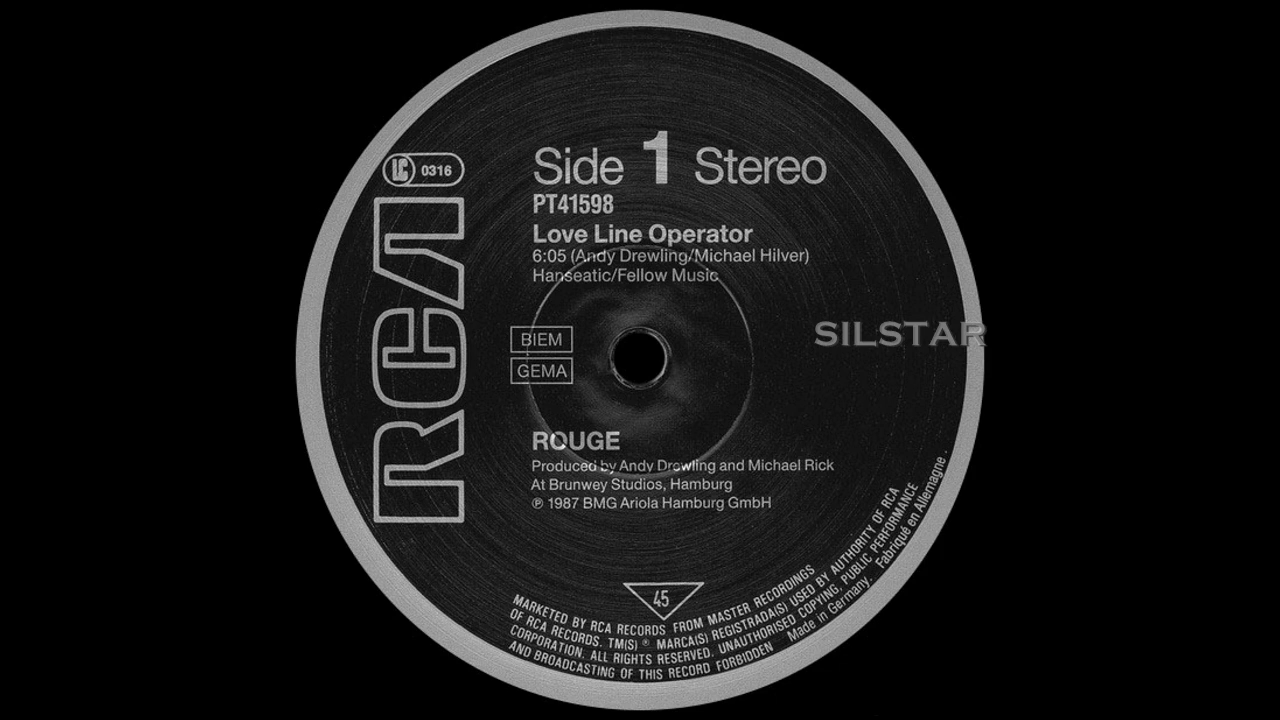 LC 0316
RCA
Side 1 Stereo
PT41598
Love Line Operator
6:05 (Andy Drewling/Michael Hilver)
Hanseatic/Fellow Music
SILSTAR
BIEM
GEMA
ROUGE
Produced by Andy Drewling and Michael Rick
At Brunwey Studios, Hamburg
℗ 1987 BMG Ariola Hamburg GmbH
45
MARKETED BY RCA RECORDS FROM MASTER RECORDINGS
OF RCA RECORDS. TM(S) ® MARCA(S) REGISTRADA(S) USED BY AUTHORITY OF RCA
CORPORATION. ALL RIGHTS RESERVED. UNAUTHORISED COPYING, PUBLIC PERFORMANCE
AND BROADCASTING OF THIS RECORD FORBIDDEN Made in Germany. Fabriqué en Allemagne.